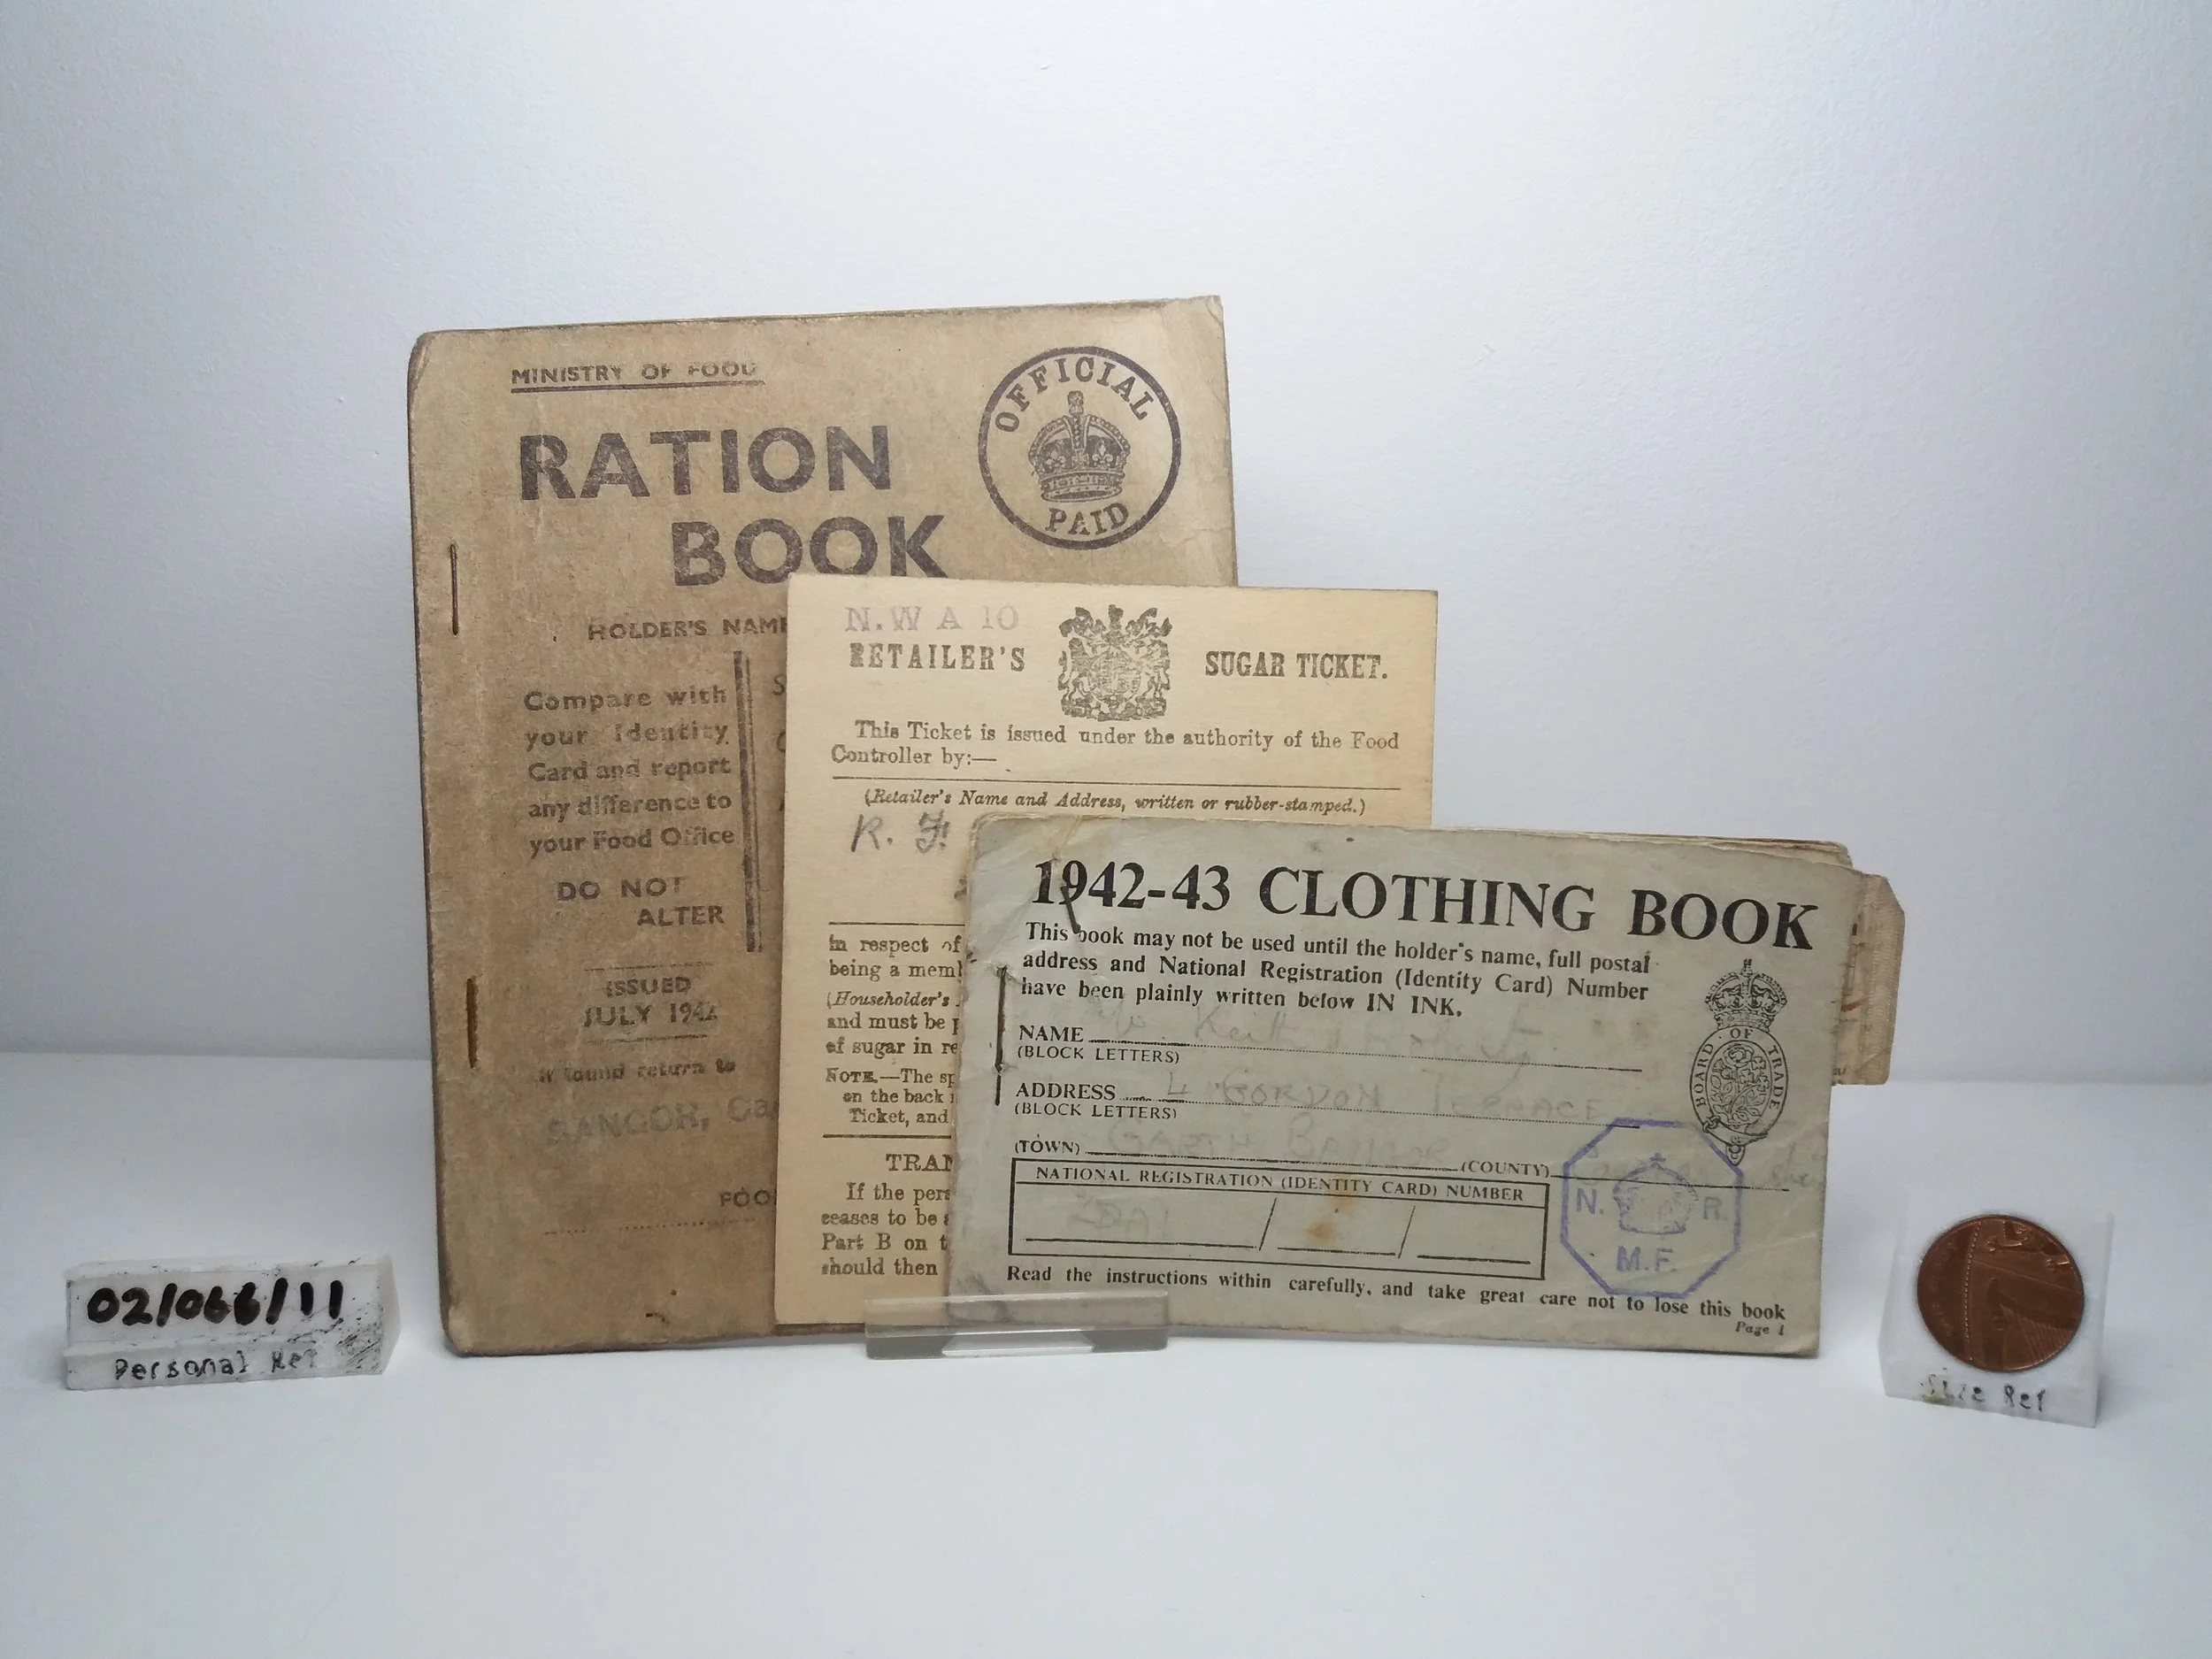 MINISTRY OF FOOD
OFFICIAL
PAID
RATION
BOOK
HOLDER'S NAME
Compare with
your Identity
Card and report
any difference to
your Food Office
DO NOT
ALTER
ISSUED
JULY 194
If found return to
BANGOR, Ca
FOO
N.W A 10
RETAILER'S SUGAR TICKET.
This Ticket is issued under the authority of the Food
Controller by:—
(Retailer's Name and Address, written or rubber-stamped.)
R. F
in respect of
being a memb
(Householder's
and must be p
of sugar in re
NOTE.—The sp
on the back
Ticket, and
TRAN
If the pers
ceases to be a
Part B on t
should then
1942-43 CLOTHING BOOK
This book may not be used until the holder's name, full postal
address and National Registration (Identity Card) Number
have been plainly written below IN INK.
NAME Keith
(BLOCK LETTERS)
ADDRESS 4 GORDON TERRACE
(BLOCK LETTERS)
(TOWN) GARTH BANGOR (COUNTY)
BOARD OF TRADE
NATIONAL REGISTRATION (IDENTITY CARD) NUMBER
/ /
N. R.
M.F.
Read the instructions within carefully, and take great care not to lose this book
Page 1
02/066/11
Personal Ref
Size Ref